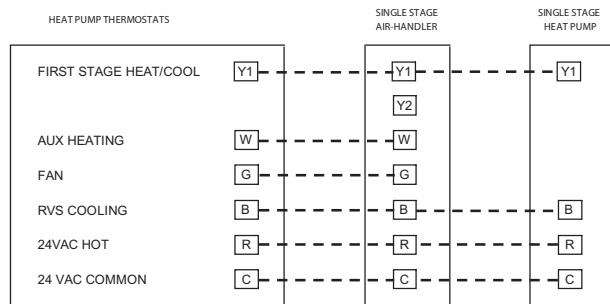 HEAT PUMP THERMOSTATS
SINGLE STAGE
AIR-HANDLER
SINGLE STAGE
HEAT PUMP
FIRST STAGE HEAT/COOL Y1 Y1 Y1
Y2
AUX HEATING W W
FAN G G
RVS COOLING B B B
24VAC HOT R R R
24 VAC COMMON C C C